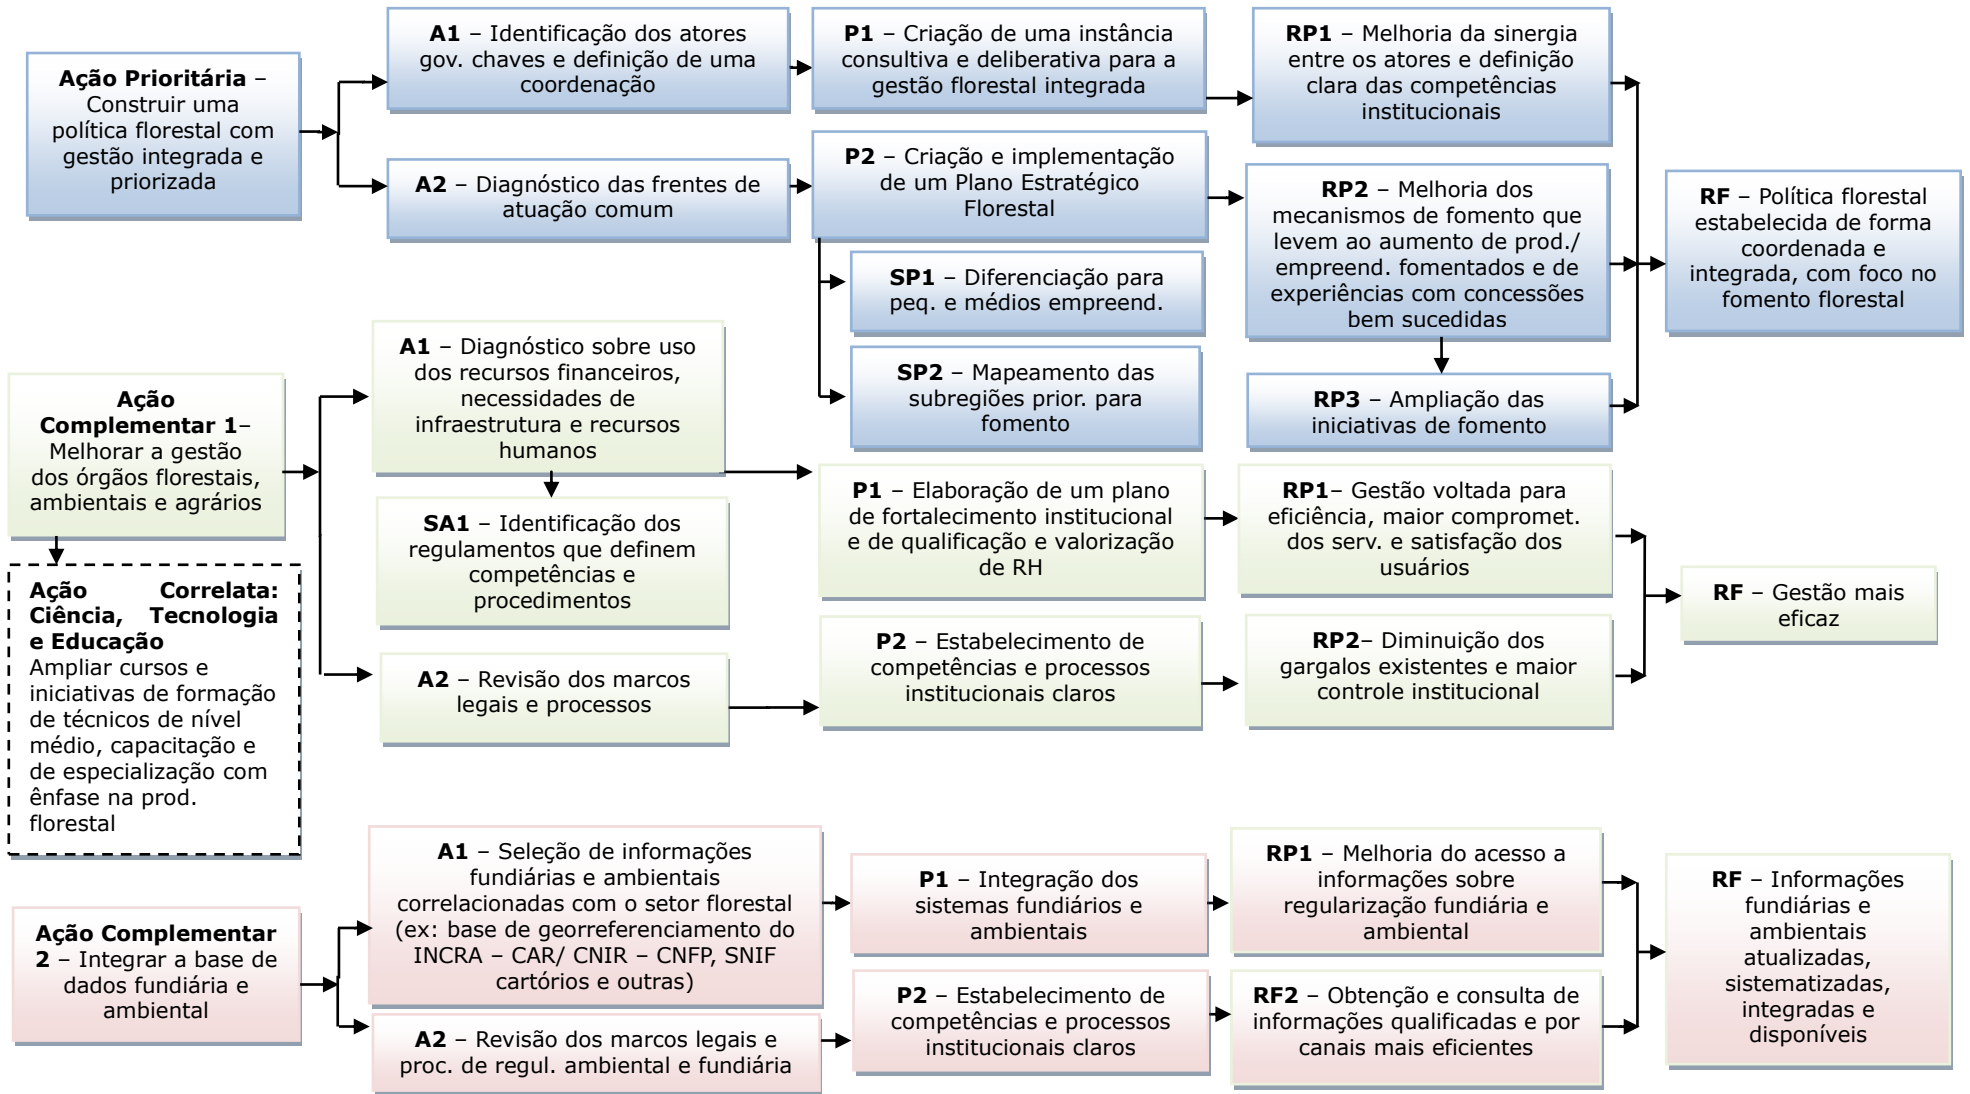 Ação Prioritária –
Construir uma
política florestal com
gestão integrada e
priorizada
A1 – Identificação dos atores
gov. chaves e definição de uma
coordenação
A2 – Diagnóstico das frentes de
atuação comum
P1 – Criação de uma instância
consultiva e deliberativa para a
gestão florestal integrada
P2 – Criação e implementação
de um Plano Estratégico
Florestal
SP1 – Diferenciação para
peq. e médios empreend.
SP2 – Mapeamento das
subregiões prior. para
fomento
RP1 – Melhoria da sinergia
entre os atores e definição
clara das competências
institucionais
RP2 – Melhoria dos
mecanismos de fomento que
levem ao aumento de prod./
empreend. fomentados e de
experiências com concessões
bem sucedidas
RP3 – Ampliação das
iniciativas de fomento
RF – Política florestal
estabelecida de forma
coordenada e
integrada, com foco no
fomento florestal
Ação
Complementar 1–
Melhorar a gestão
dos órgãos florestais,
ambientais e agrários
Ação Correlata:
Ciência, Tecnologia
e Educação
Ampliar cursos e
iniciativas de formação
de técnicos de nível
médio, capacitação e
de especialização com
ênfase na prod.
florestal
A1 – Diagnóstico sobre uso
dos recursos financeiros,
necessidades de
infraestrutura e recursos
humanos
SA1 – Identificação dos
regulamentos que definem
competências e
procedimentos
A2 – Revisão dos marcos
legais e processos
P1 – Elaboração de um plano
de fortalecimento institucional
e de qualificação e valorização
de RH
P2 – Estabelecimento de
competências e processos
institucionais claros
RP1– Gestão voltada para
eficiência, maior compromet.
dos serv. e satisfação dos
usuários
RP2– Diminuição dos
gargalos existentes e maior
controle institucional
RF – Gestão mais
eficaz
Ação Complementar
2 – Integrar a base de
dados fundiária e
ambiental
A1 – Seleção de informações
fundiárias e ambientais
correlacionadas com o setor florestal
(ex: base de georreferenciamento do
INCRA – CAR/ CNIR – CNFP, SNIF
cartórios e outras)
A2 – Revisão dos marcos legais e
proc. de regul. ambiental e fundiária
P1 – Integração dos
sistemas fundiários e
ambientais
P2 – Estabelecimento de
competências e processos
institucionais claros
RP1 – Melhoria do acesso a
informações sobre
regularização fundiária e
ambiental
RF2 – Obtenção e consulta de
informações qualificadas e por
canais mais eficientes
RF – Informações
fundiárias e
ambientais
atualizadas,
sistematizadas,
integradas e
disponíveis